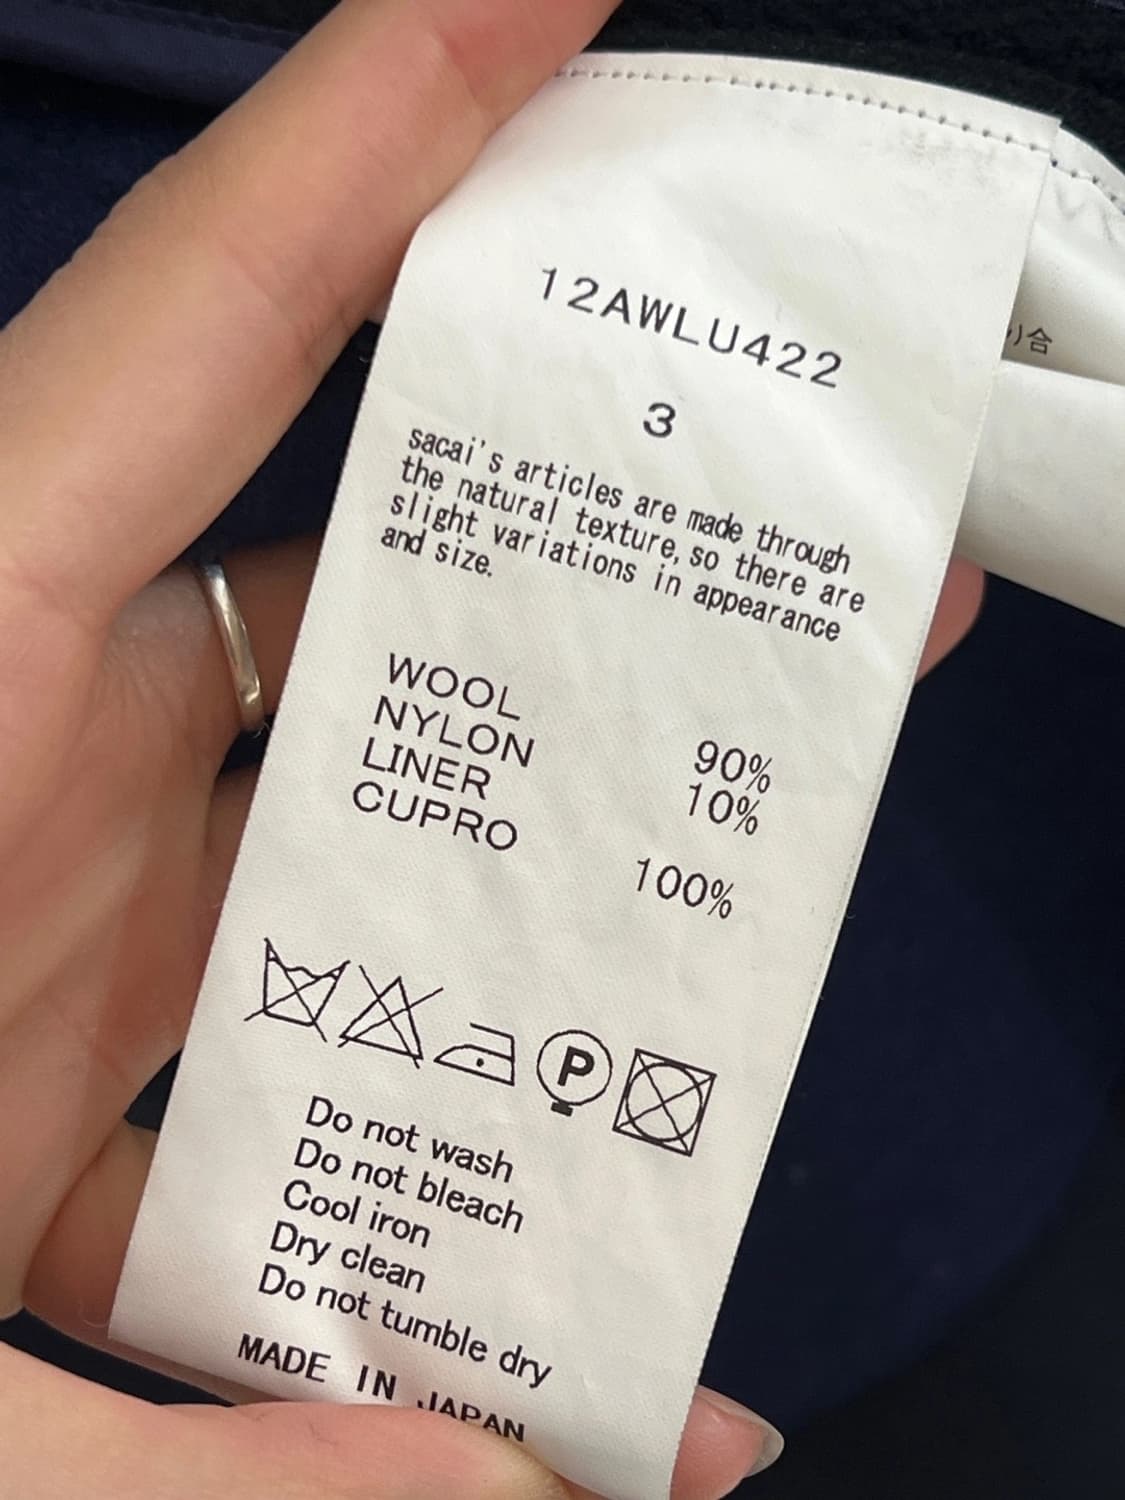 12AWLU422
3
sacai's articles are made through
the natural texture, so there are
slight variations in appearance
and size.
WOOL 90%
NYLON 10%
LINER
CUPRO 100%
P
Do not wash
Do not bleach
Cool iron
Dry clean
Do not tumble dry
MADE IN JAPAN
り合